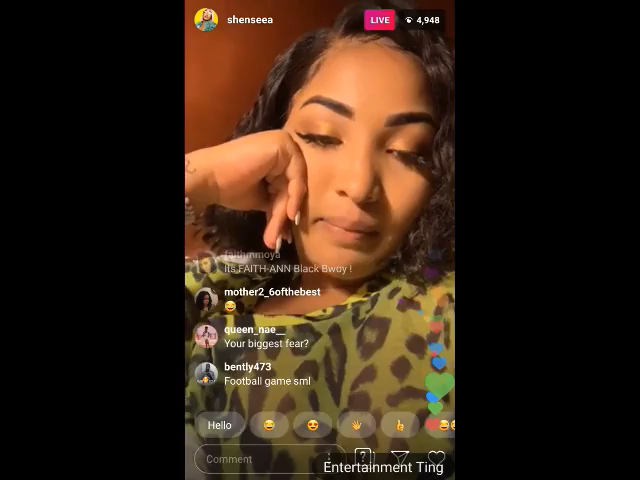 shenseea
LIVE
4,948
faithmmoya
Its FAITH-ANN Black Bwoy !
mother2_6ofthebest
😂
queen_nae__
Your biggest fear?
bently473
Football game sml
Hello 😂 😍 👋 👍 😂
Comment
?
Entertainment Ting